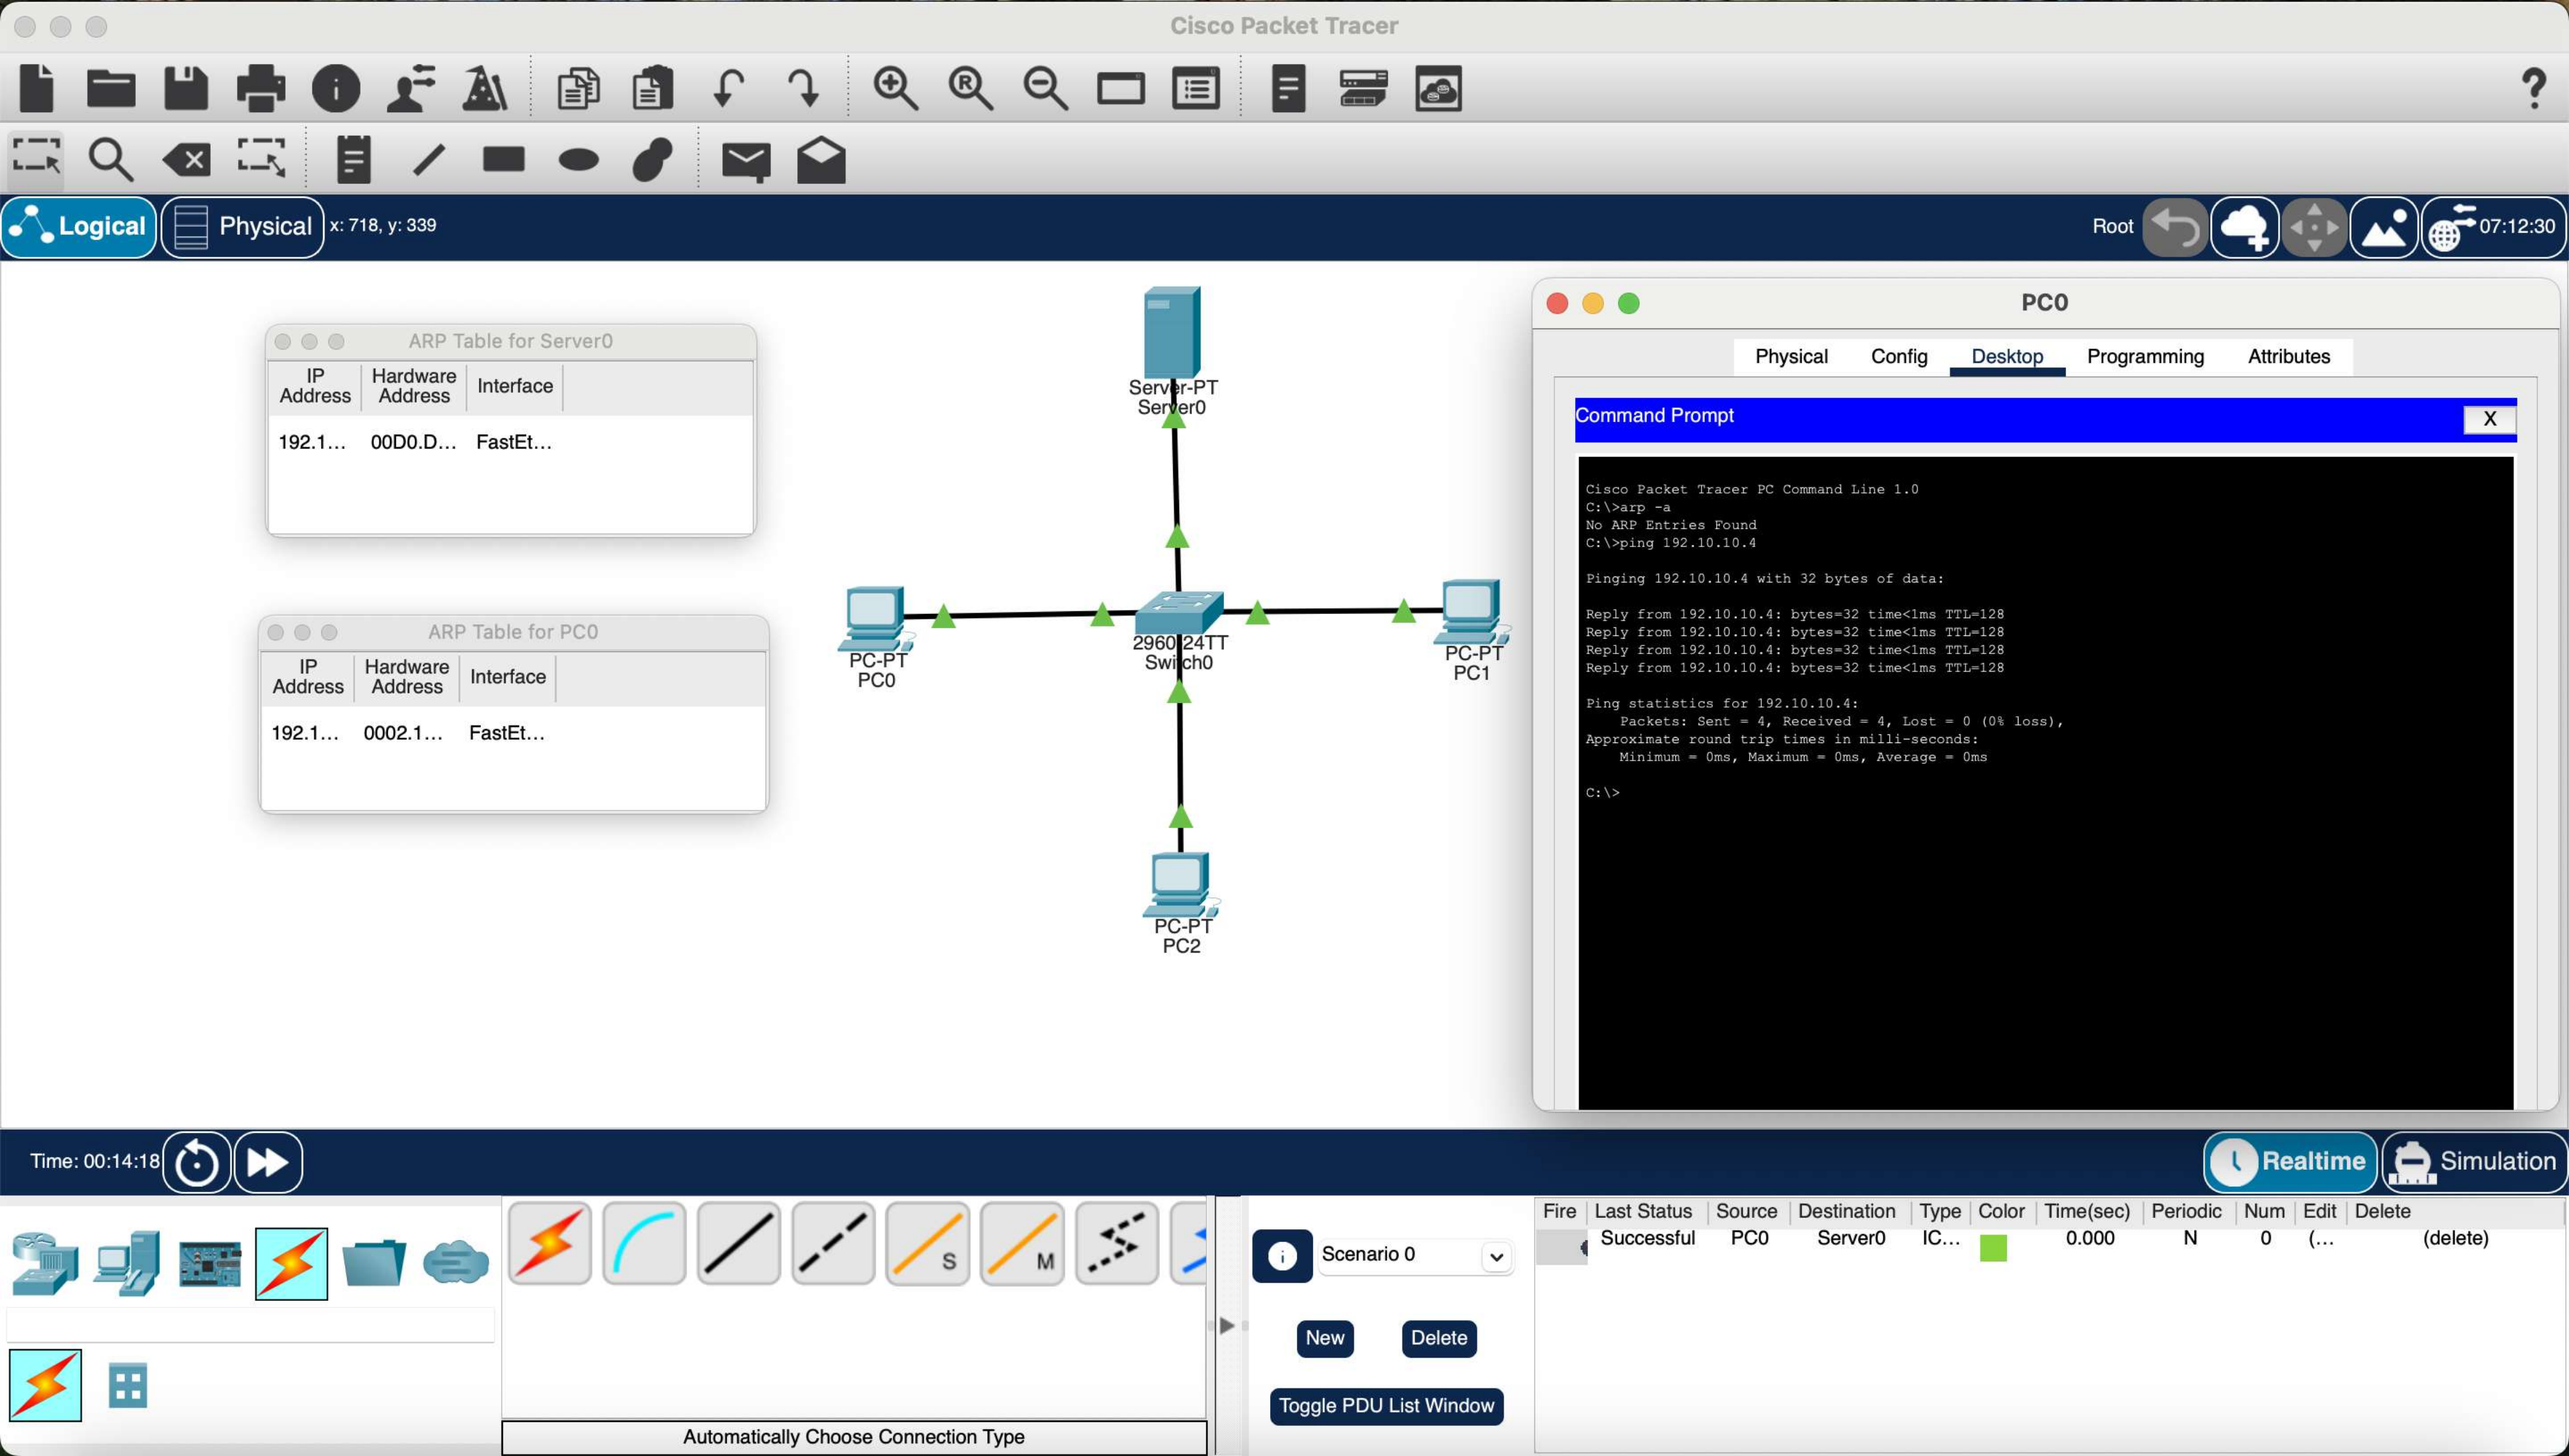 Cisco Packet Tracer
Logical
Physical
x: 718, y: 339
Root
07:12:30
ARP Table for Server0
IP Address
Hardware Address
Interface
192.1...
00D0.D...
FastEt...
ARP Table for PC0
IP Address
Hardware Address
Interface
192.1...
0002.1...
FastEt...
Server-PT
Server0
PC-PT
PC0
2960-24TT
Switch0
PC-PT
PC1
PC-PT
PC2
PC0
Physical Config Desktop Programming Attributes
Command Prompt
X
Cisco Packet Tracer PC Command Line 1.0
C:\>arp -a
No ARP Entries Found
C:\>ping 192.10.10.4
Pinging 192.10.10.4 with 32 bytes of data:
Reply from 192.10.10.4: bytes=32 time<1ms TTL=128
Reply from 192.10.10.4: bytes=32 time<1ms TTL=128
Reply from 192.10.10.4: bytes=32 time<1ms TTL=128
Reply from 192.10.10.4: bytes=32 time<1ms TTL=128
Ping statistics for 192.10.10.4:
Packets: Sent = 4, Received = 4, Lost = 0 (0% loss),
Approximate round trip times in milli-seconds:
Minimum = 0ms, Maximum = 0ms, Average = 0ms
C:\>
Time: 00:14:18
Realtime
Simulation
S
M
Automatically Choose Connection Type
Scenario 0
New
Delete
Toggle PDU List Window
Fire Last Status Source Destination Type Color Time(sec) Periodic Num Edit Delete
Successful PC0 Server0 IC... 0.000 N 0 (... (delete)